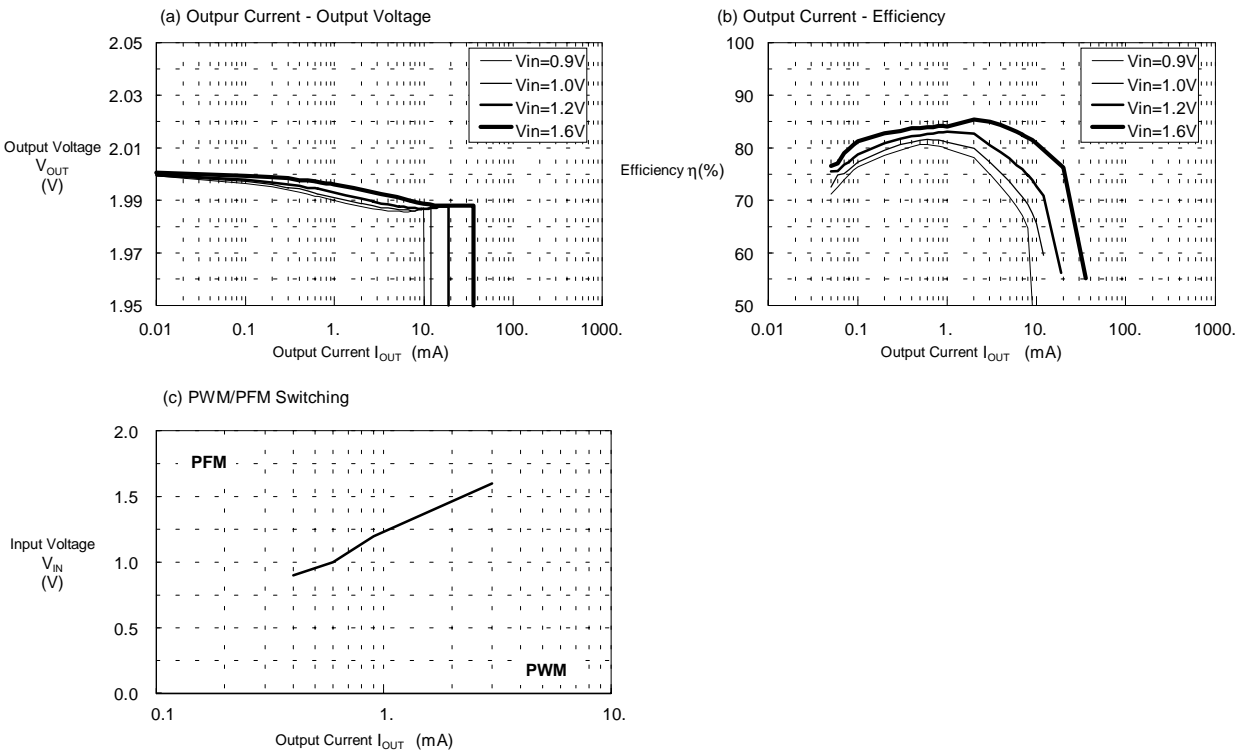 (a) Outpur Current - Output Voltage
2.05
2.03
2.01
1.99
1.97
1.95
Output Voltage
VOUT
(V)
Vin=0.9V
Vin=1.0V
Vin=1.2V
Vin=1.6V
0.01 0.1 1. 10. 100. 1000.
Output Current IOUT (mA)
(b) Output Current - Efficiency
100
90
80
70
60
50
Efficiency η(%)
Vin=0.9V
Vin=1.0V
Vin=1.2V
Vin=1.6V
0.01 0.1 1. 10. 100. 1000.
Output Current IOUT (mA)
(c) PWM/PFM Switching
2.0
1.5
1.0
0.5
0.0
Input Voltage
VIN
(V)
PFM
PWM
0.1 1. 10.
Output Current IOUT (mA)